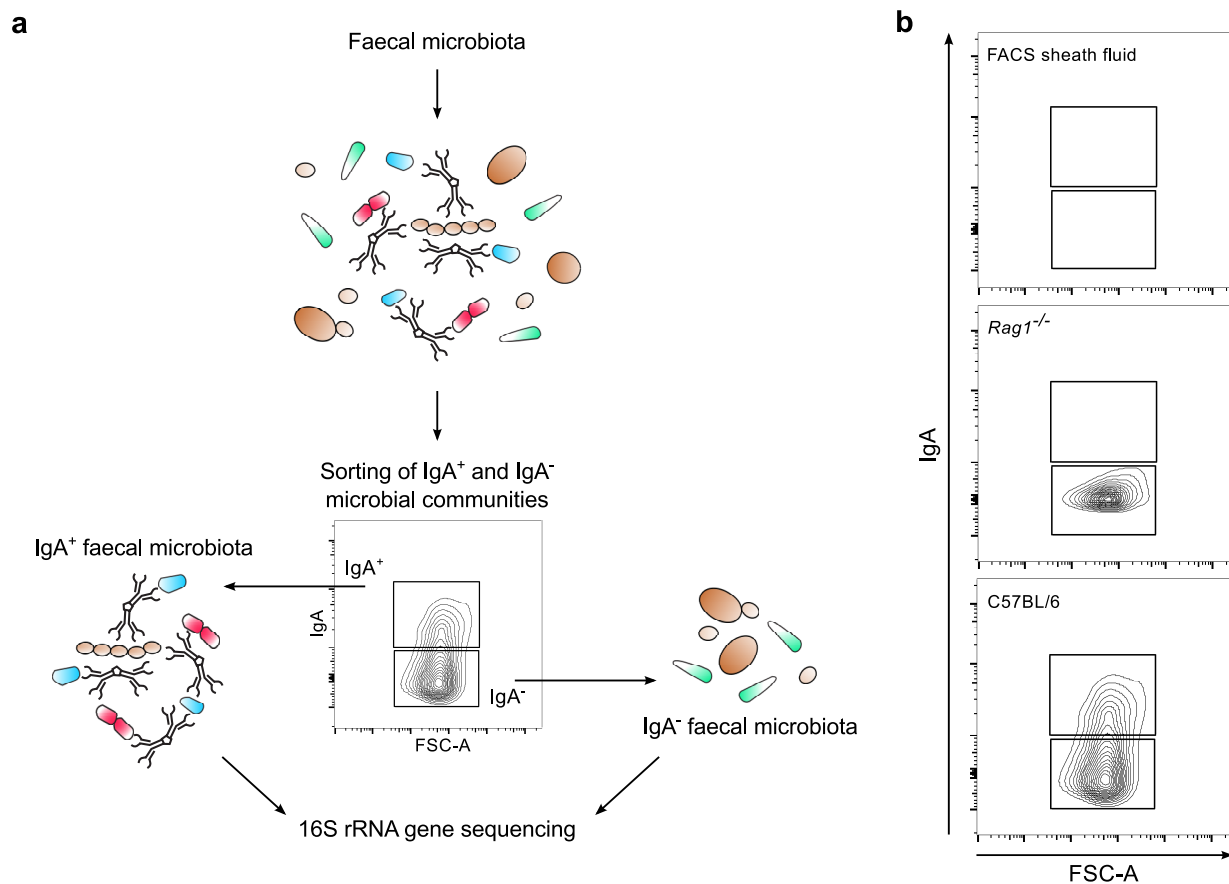 a
Faecal microbiota
Sorting of IgA⁺ and IgA⁻
microbial communities
IgA⁺ faecal microbiota
IgA⁺
IgA
IgA⁻
FSC-A
IgA⁻ faecal microbiota
16S rRNA gene sequencing
b
FACS sheath fluid
Rag1⁻/⁻
C57BL/6
IgA
FSC-A